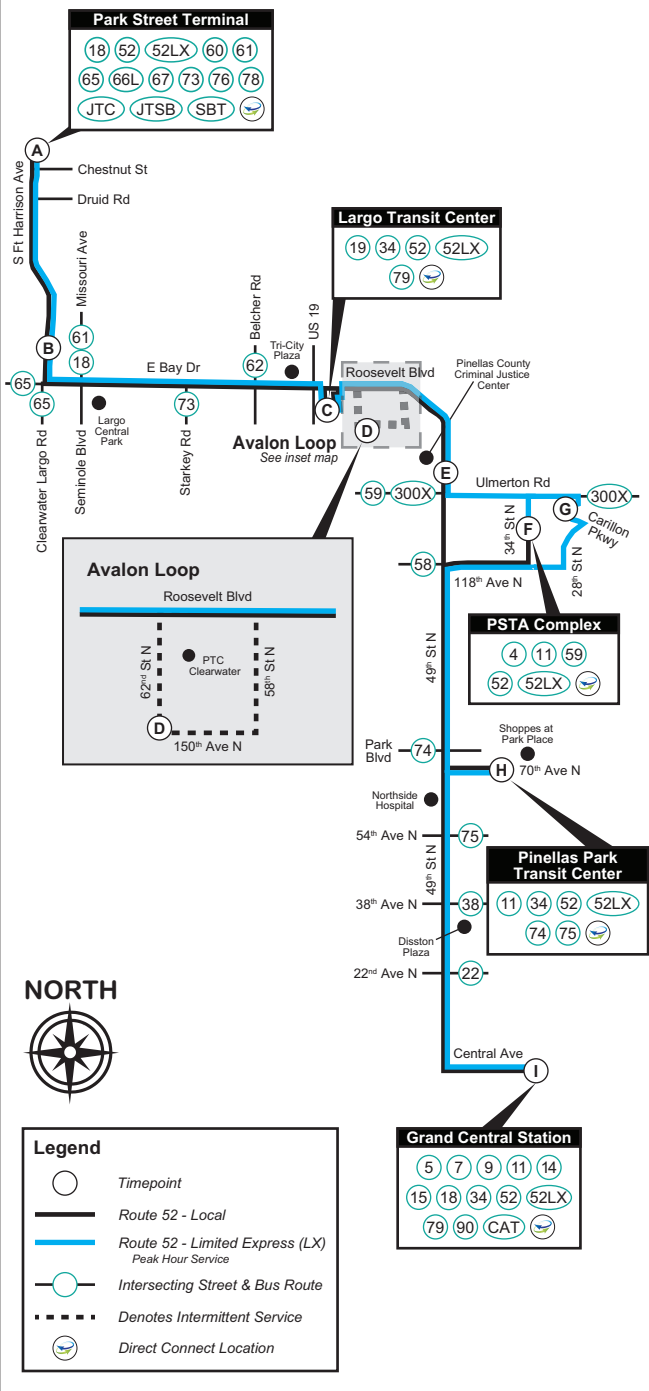 Park Street Terminal
18 52 52LX 60 61
65 66L 67 73 76 78
JTC JTSB SBT
A
S Ft Harrison Ave
Chestnut St
Druid Rd
Largo Transit Center
19 34 52 52LX
79
Missouri Ave
61
18
B
65
65
Clearwater Largo Rd
Seminole Blvd
Largo
Central
Park
E Bay Dr
73
Starkey Rd
Belcher Rd
62
Tri-City
Plaza
US 19
C
Roosevelt Blvd
D
Avalon Loop
See inset map
Pinellas County
Criminal Justice
Center
E
59 300X
Ulmerton Rd
300X
G
Carillon
Pkwy
F
34th St N
28th St N
58
118th Ave N
Avalon Loop
Roosevelt Blvd
62nd St N
PTC
Clearwater
58th St N
D
150th Ave N
PSTA Complex
4 11 59
52 52LX
49th St N
Park
Blvd
74
Shoppes at
Park Place
H
70th Ave N
Northside
Hospital
54th Ave N
75
49th St N
38th Ave N
38
Disston
Plaza
22nd Ave N
22
Pinellas Park
Transit Center
11 34 52 52LX
74 75
NORTH
Central Ave
I
Grand Central Station
5 7 9 11 14
15 18 34 52 52LX
79 90 CAT
Legend
Timepoint
Route 52 - Local
Route 52 - Limited Express (LX)
Peak Hour Service
Intersecting Street & Bus Route
Denotes Intermittent Service
Direct Connect Location